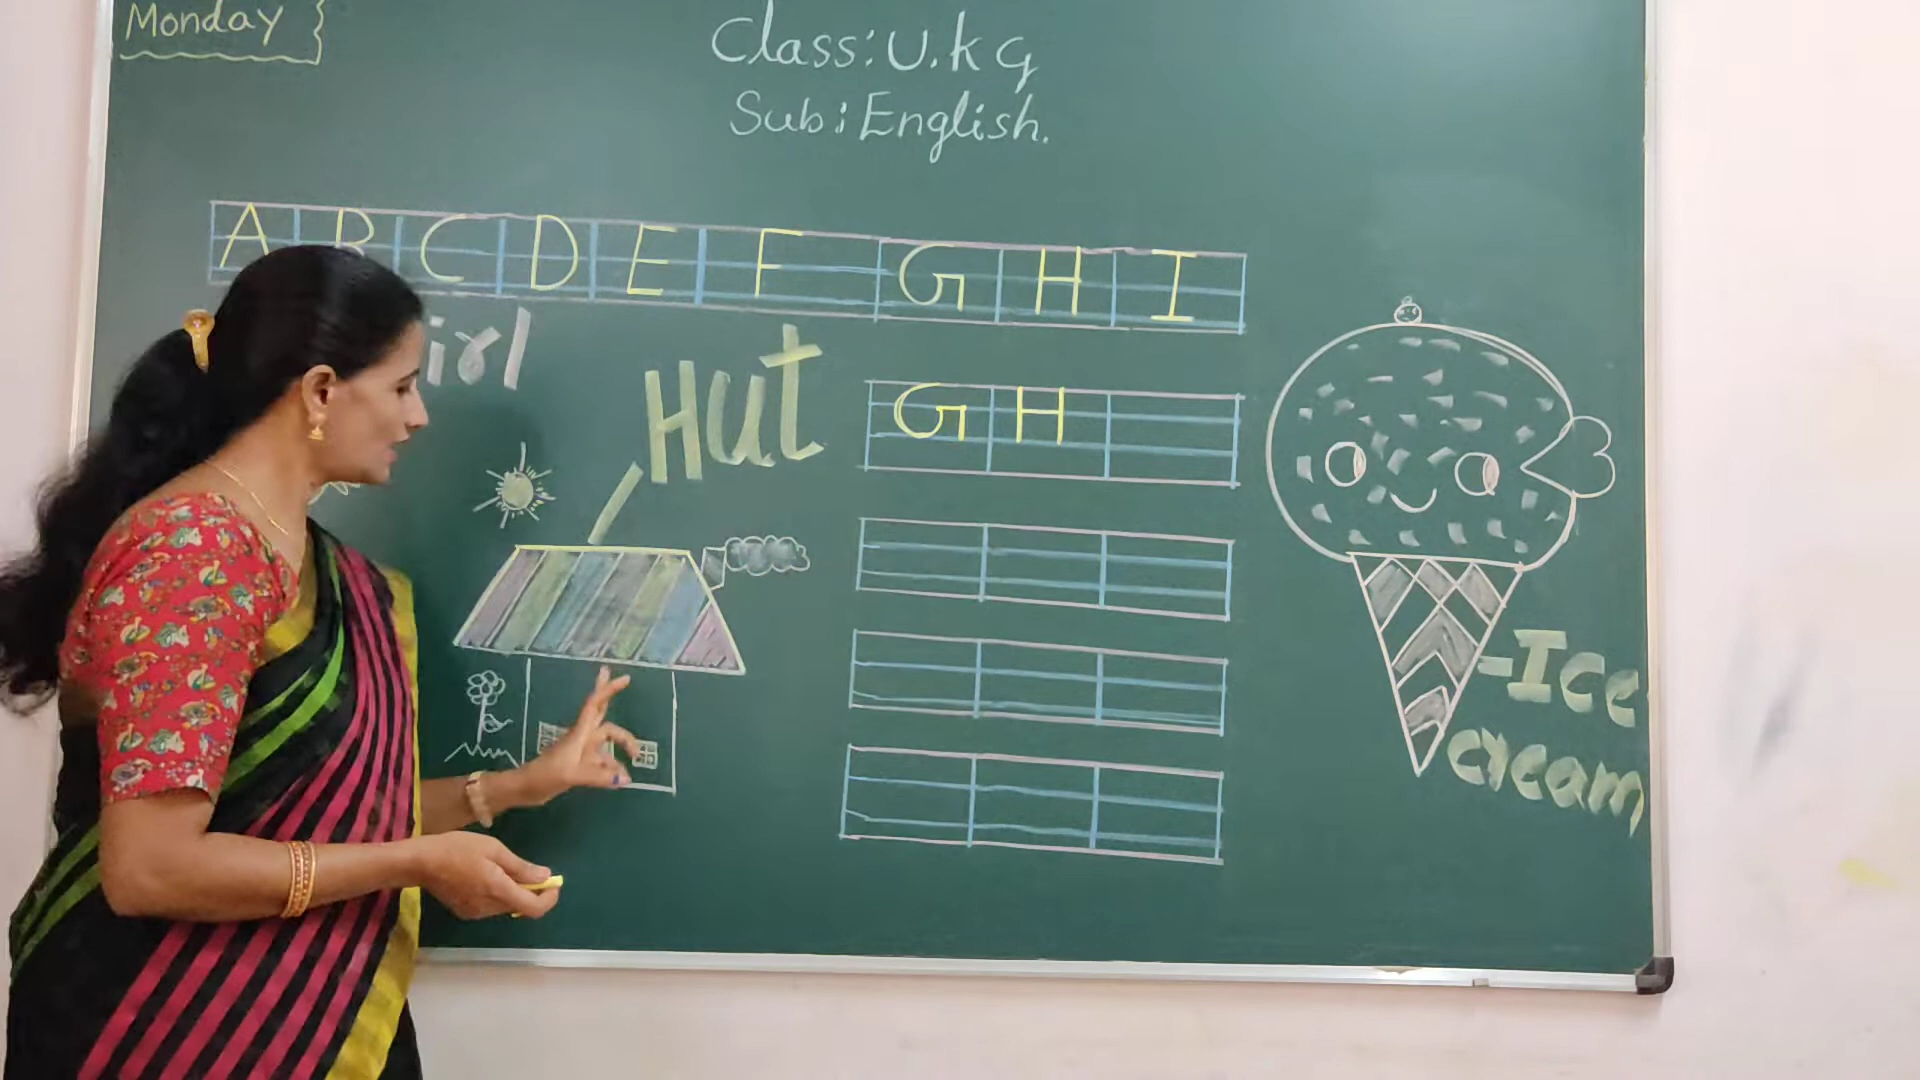 Monday
Class: U.K G
Sub: English.
A B C D E F G H I
irl
Hut
G H
-Ice
cream